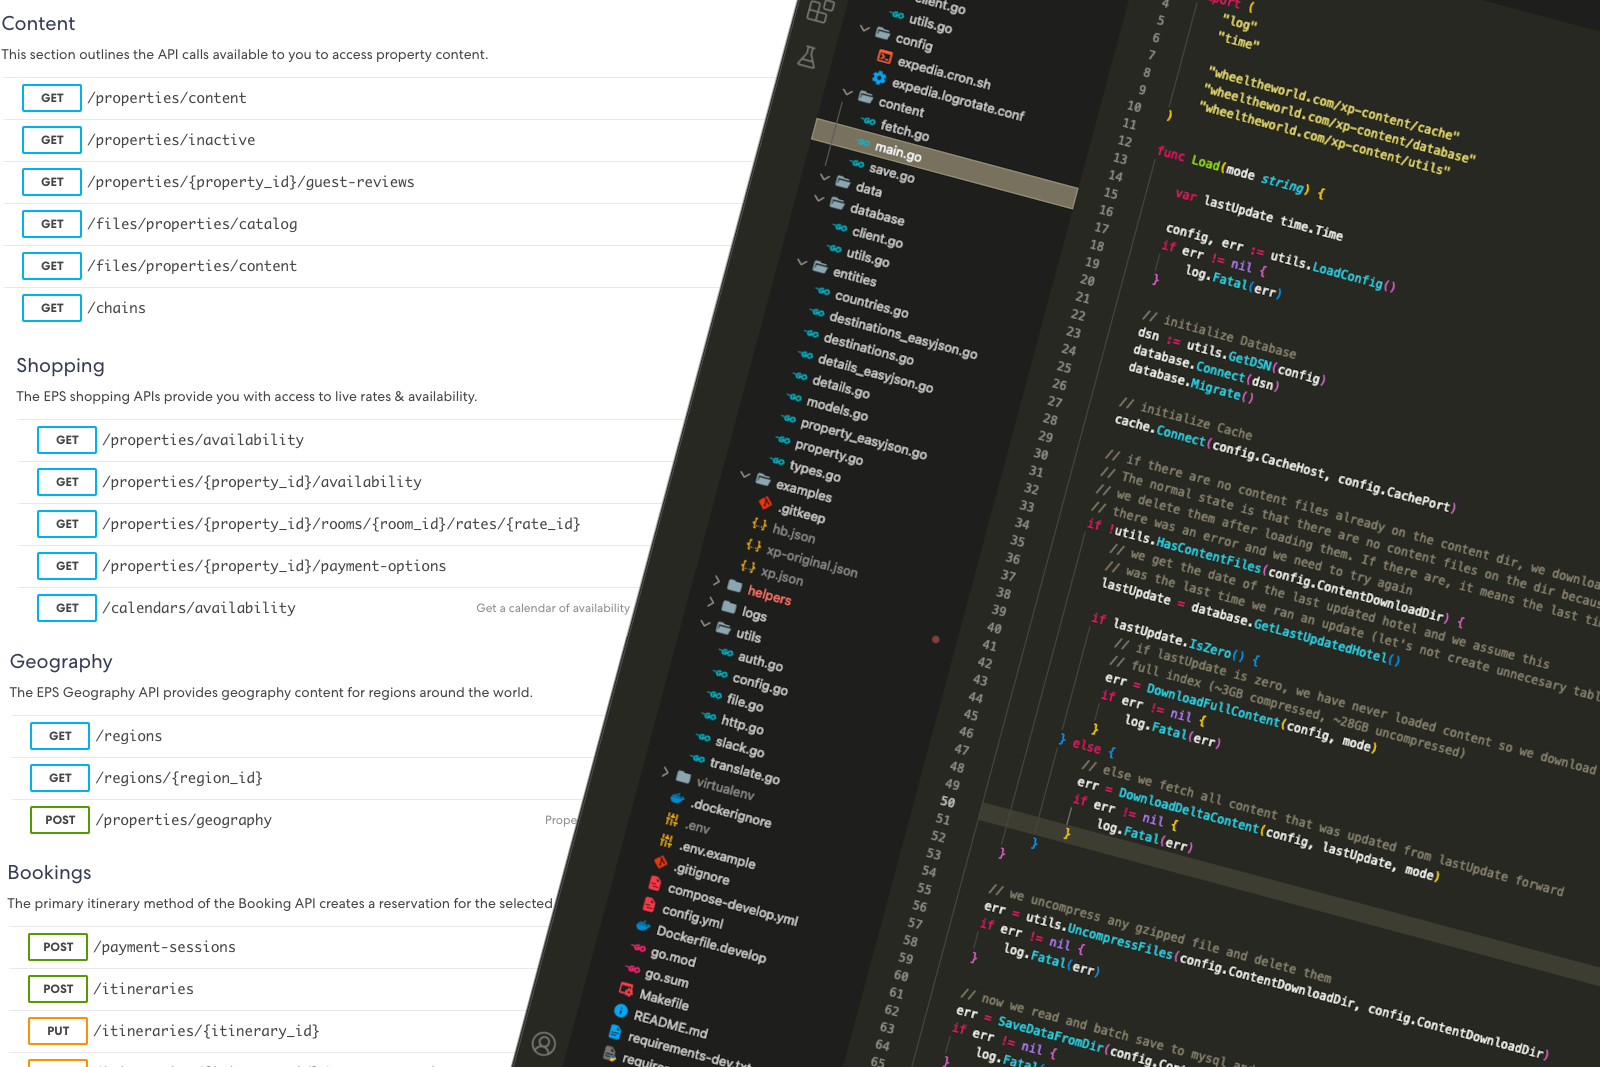 Content
This section outlines the API calls available to you to access property content.
GET /properties/content
GET /properties/inactive
GET /properties/{property_id}/guest-reviews
GET /files/properties/catalog
GET /files/properties/content
GET /chains
Shopping
The EPS shopping APIs provide you with access to live rates & availability.
GET /properties/availability
GET /properties/{property_id}/availability
GET /properties/{property_id}/rooms/{room_id}/rates/{rate_id}
GET /properties/{property_id}/payment-options
GET /calendars/availability Get a calendar of availability
Geography
The EPS Geography API provides geography content for regions around the world.
GET /regions
GET /regions/{region_id}
POST /properties/geography
Bookings
The primary itinerary method of the Booking API creates a reservation for the selected
POST /payment-sessions
POST /itineraries
PUT /itineraries/{itinerary_id}
client.go
utils.go
config
expedia.cron.sh
expedia.logrotate.conf
content
fetch.go
main.go
save.go
data
database
client.go
utils.go
entities
countries.go
destinations_easyjson.go
destinations.go
details_easyjson.go
details.go
models.go
property_easyjson.go
property.go
types.go
examples
.gitkeep
hb.json
xp-original.json
xp.json
helpers
logs
utils
auth.go
config.go
file.go
http.go
slack.go
translate.go
virtualenv
.dockerignore
.env
.env.example
.gitignore
compose-develop.yml
config.yml
Dockerfile.develop
go.mod
go.sum
Makefile
README.md
requirements-dev.txt
4
5 "log"
6 "time"
7
8 "wheeltheworld.com/xp-content/cache"
9 "wheeltheworld.com/xp-content/database"
10 "wheeltheworld.com/xp-content/utils"
11 )
12
13 func Load(mode string) {
14
15 var lastUpdate time.Time
16
17 config, err := utils.LoadConfig()
18 if err != nil {
19 log.Fatal(err)
20 }
21
22 // initialize Database
23 dsn := utils.GetDSN(config)
24 database.Connect(dsn)
25 database.Migrate()
26
27 // initialize Cache
28 cache.Connect(config.CacheHost, config.CachePort)
29
30 // if there are no content files already on the content dir, we download
31 // The normal state is that there are no content files on the dir because
32 // we delete them after loading them. If there are, it means the last
33 // there was an error and we need to try again
34 if !utils.HasContentFiles(config.ContentDownloadDir) {
35 // we get the date of the last updated hotel and we assume this
36 // was the last time we ran an update (let's not create unnecesary
37 lastUpdate = database.GetLastUpdatedHotel()
38
39 if lastUpdate.IsZero() {
40 // if lastUpdate is zero, we have never loaded content so we download
41 // full index (~3GB compressed, ~28GB uncompressed)
42 err = DownloadFullContent(config, mode)
43 if err != nil {
44 log.Fatal(err)
45 }
46 } else {
47 // else we fetch all content that was updated from lastUpdate forward
48 err = DownloadDeltaContent(config, lastUpdate, mode)
49 if err != nil {
50 log.Fatal(err)
51 }
52 }
53 }
54
55 // we uncompress any gzipped file and delete them
56 err = utils.UncompressFiles(config.ContentDownloadDir, config.ContentDownloadDir)
57 if err != nil {
58 log.Fatal(err)
59 }
60
61 // now we read and batch save to mysql
62 err = SaveDataFromDir(config.
63 if err != nil {
64
65 }